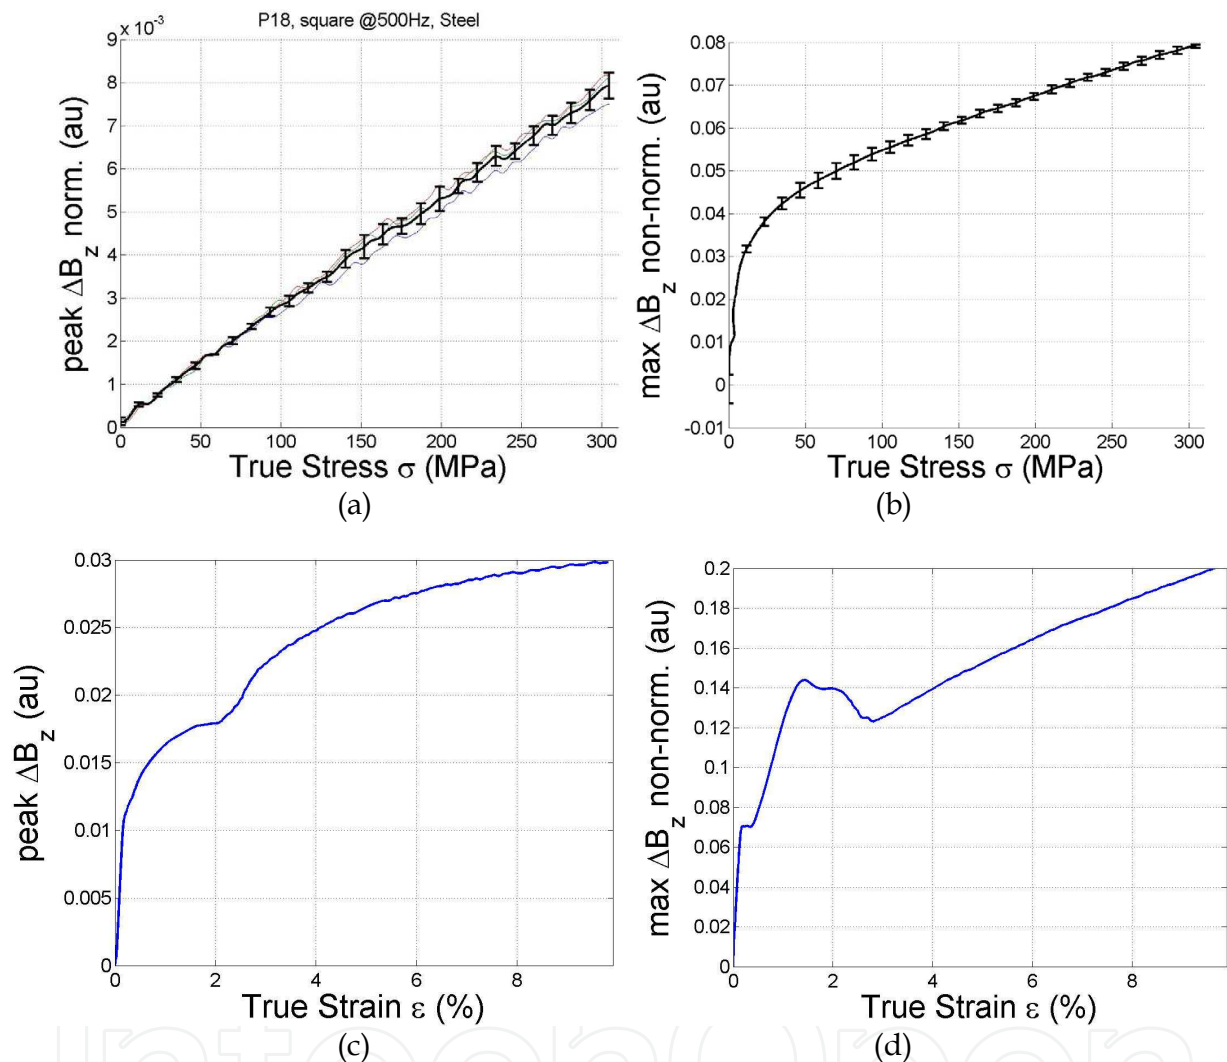 P18, square @500Hz, Steel
x 10⁻³
9
8
7
6
5
4
3
2
1
0
peak ΔB_z norm. (au)
0 50 100 150 200 250 300
True Stress σ (MPa)
(a)
0.08
0.07
0.06
0.05
0.04
0.03
0.02
0.01
0
-0.01
max ΔB_z non-norm. (au)
0 50 100 150 200 250 300
True Stress σ (MPa)
(b)
0.03
0.025
0.02
0.015
0.01
0.005
0
peak ΔB_z (au)
0 2 4 6 8
True Strain ε (%)
(c)
0.2
0.18
0.16
0.14
0.12
0.1
0.08
0.06
0.04
0.02
0
max ΔB_z non-norm. (au)
0 2 4 6 8
True Strain ε (%)
(d)